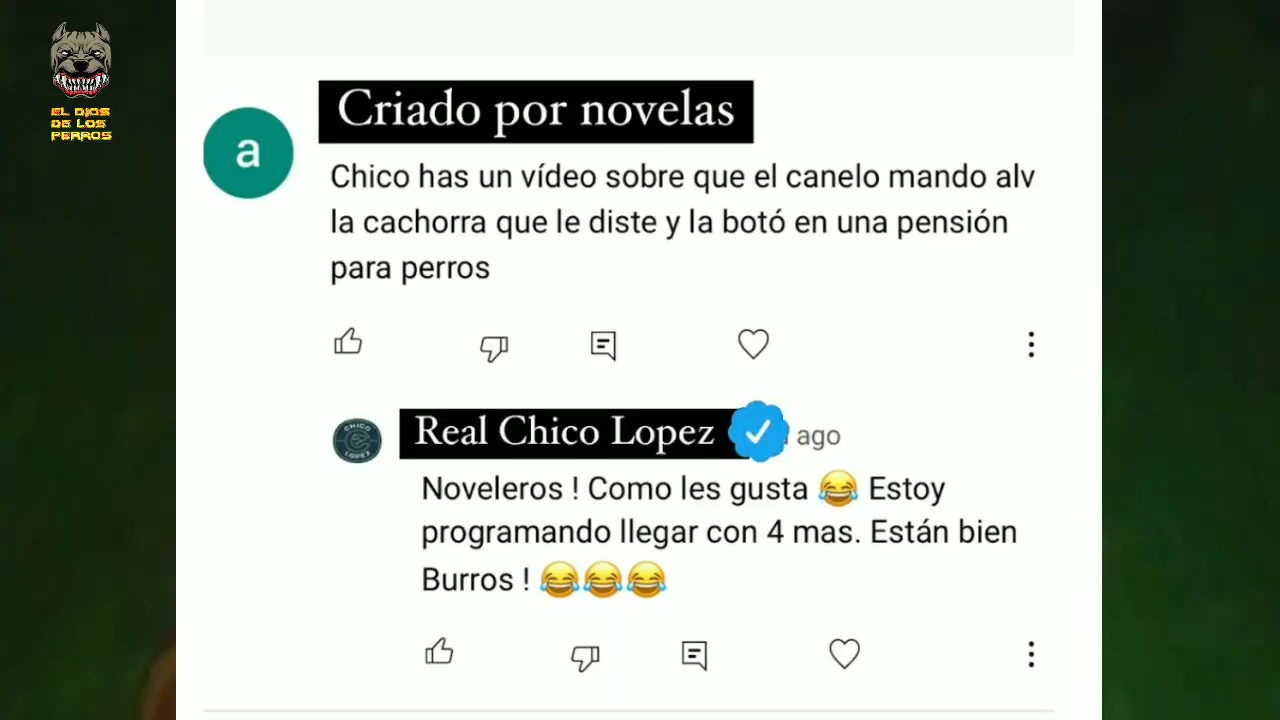 EL DIOS
DE LOS
PERROS
Criado por novelas
a
Chico has un vídeo sobre que el canelo mando alv
la cachorra que le diste y la botó en una pensión
para perros
CHICO
LOPEZ
Real Chico Lopez
ago
Noveleros ! Como les gusta 😂 Estoy
programando llegar con 4 mas. Están bien
Burros ! 😂😂😂